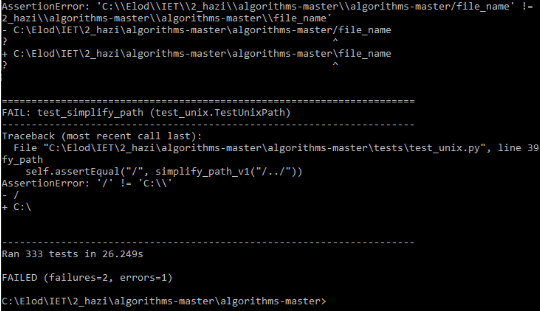 AssertionError: 'C:\\Elod\\IET\\2_hazi\\algorithms-master\\algorithms-master/file_name' !=
2_hazi\\algorithms-master\\algorithms-master\\file_name'
- C:\Elod\IET\2_hazi\algorithms-master\algorithms-master/file_name
? ^
+ C:\Elod\IET\2_hazi\algorithms-master\algorithms-master\file_name
? ^
======================================================================
FAIL: test_simplify_path (test_unix.TestUnixPath)
----------------------------------------------------------------------
Traceback (most recent call last):
  File "C:\Elod\IET\2_hazi\algorithms-master\algorithms-master\tests\test_unix.py", line 39
fy_path
    self.assertEqual("/", simplify_path_v1("/../"))
AssertionError: '/' != 'C:\\'
- /
+ C:\
----------------------------------------------------------------------
Ran 333 tests in 26.249s
FAILED (failures=2, errors=1)
C:\Elod\IET\2_hazi\algorithms-master\algorithms-master>